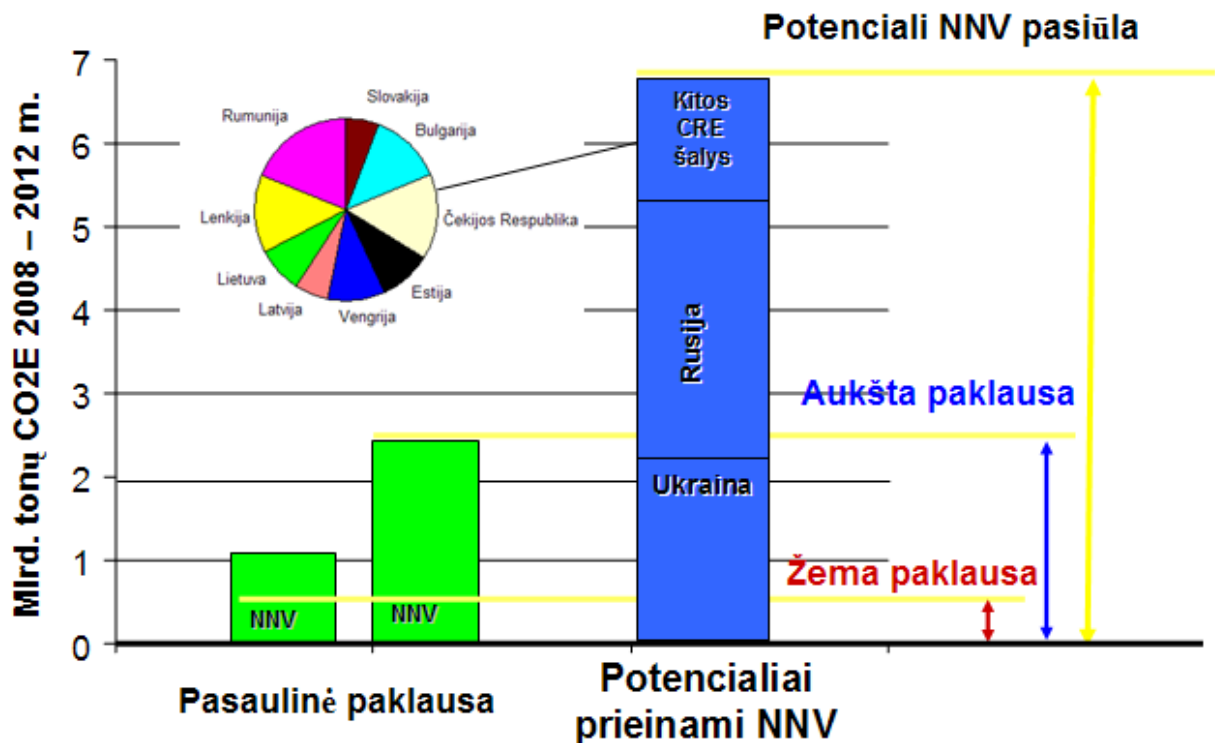 Potenciali NNV pasiūla
Mlrd. tonų CO2E 2008 – 2012 m.
7
6
5
4
3
2
1
0
Slovakija
Rumunija
Bulgarija
Lenkija
Čekijos Respublika
Lietuva
Estija
Latvija
Vengrija
Kitos
CRE
šalys
Rusija
Ukraina
Aukšta paklausa
Žema paklausa
NNV
NNV
Pasaulinė paklausa
Potencialiai
prieinami NNV